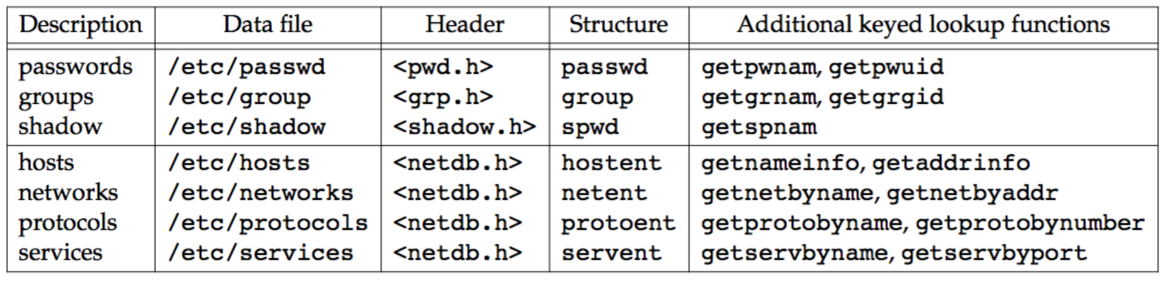 Description Data file Header Structure Additional keyed lookup functions
passwords /etc/passwd <pwd.h> passwd getpwnam, getpwuid
groups /etc/group <grp.h> group getgrnam, getgrgid
shadow /etc/shadow <shadow.h> spwd getspnam
hosts /etc/hosts <netdb.h> hostent getnameinfo, getaddrinfo
networks /etc/networks <netdb.h> netent getnetbyname, getnetbyaddr
protocols /etc/protocols <netdb.h> protoent getprotobyname, getprotobynumber
services /etc/services <netdb.h> servent getservbyname, getservbyport